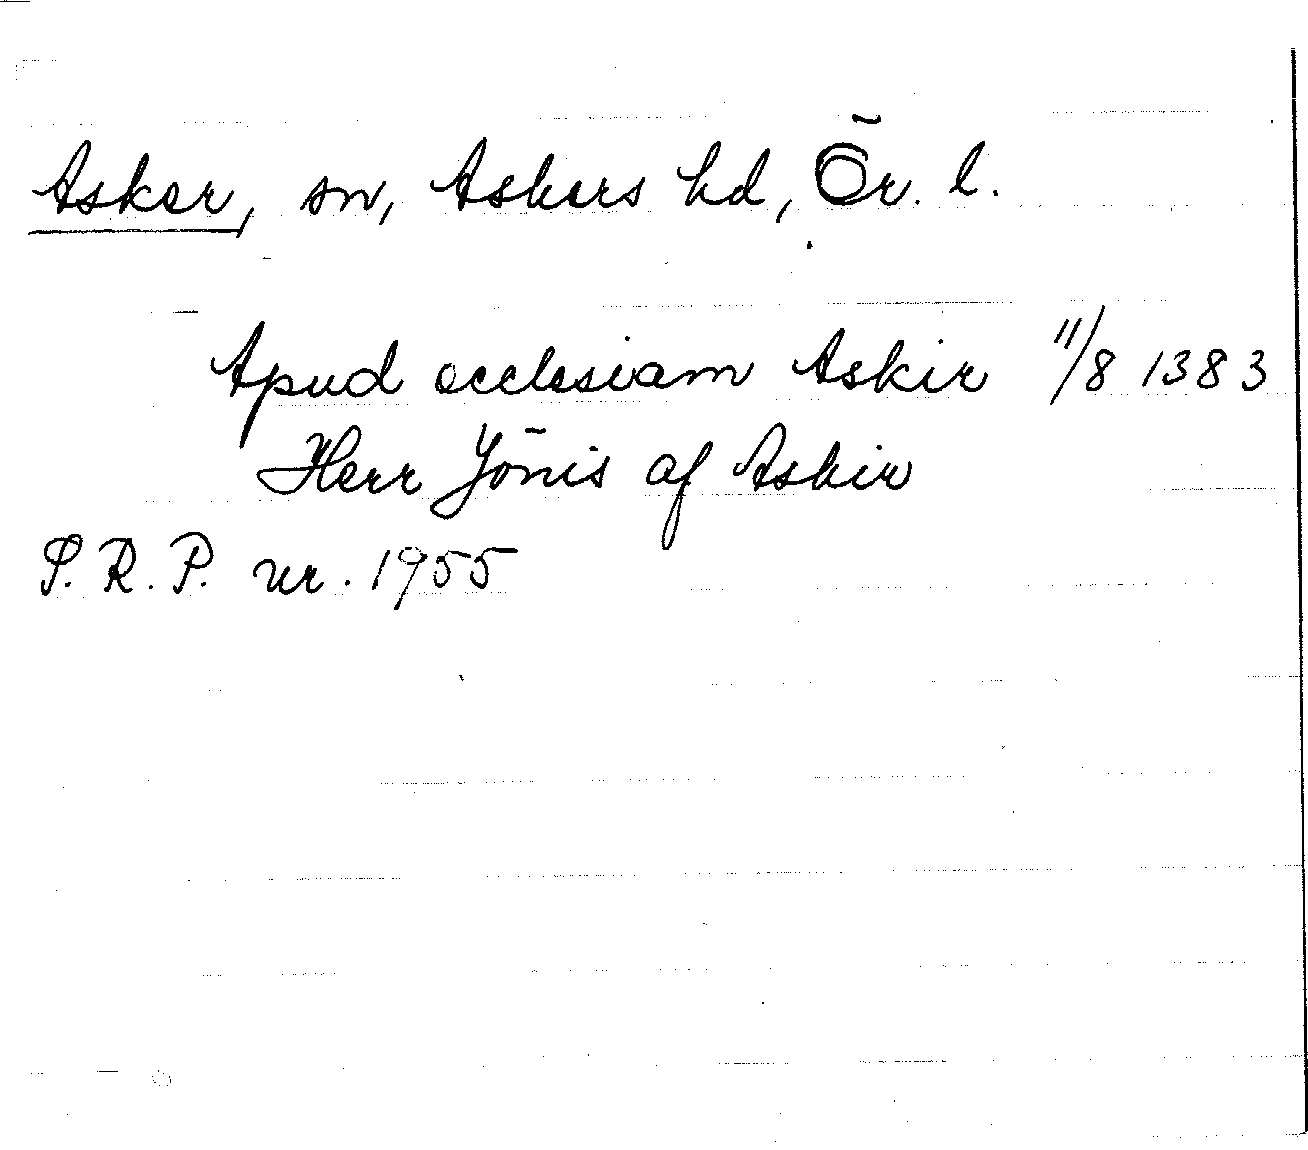 Asker, sn, Askers hd, Ör. l.
Apud ecclesiam Askir 11/8 1383
Herr Jönis af Askir
S. R. P. nr. 1955